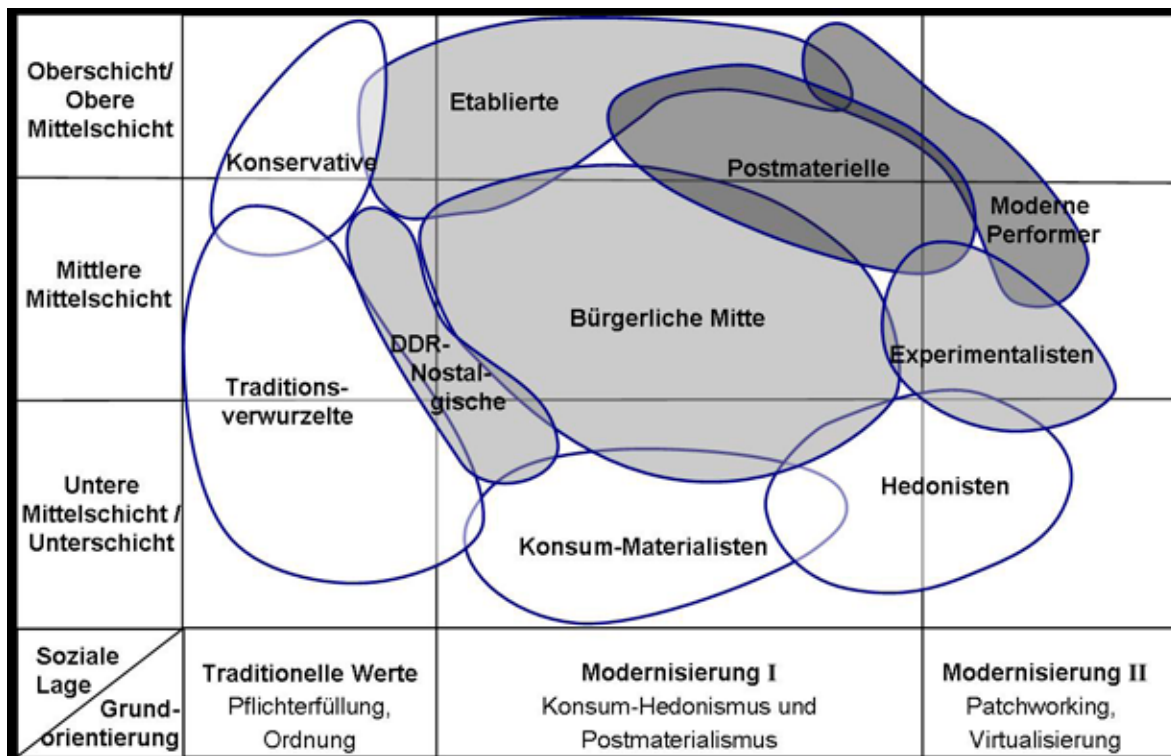 Oberschicht/
Obere
Mittelschicht
Etablierte
Konservative
Postmaterielle
Moderne
Performer
Mittlere
Mittelschicht
Bürgerliche Mitte
DDR-
Nostal-
gische
Experimentalisten
Traditions-
verwurzelte
Untere
Mittelschicht /
Unterschicht
Hedonisten
Konsum-Materialisten
Soziale
Lage
Grund-
orientierung
Traditionelle Werte
Pflichterfüllung,
Ordnung
Modernisierung I
Konsum-Hedonismus und
Postmaterialismus
Modernisierung II
Patchworking,
Virtualisierung